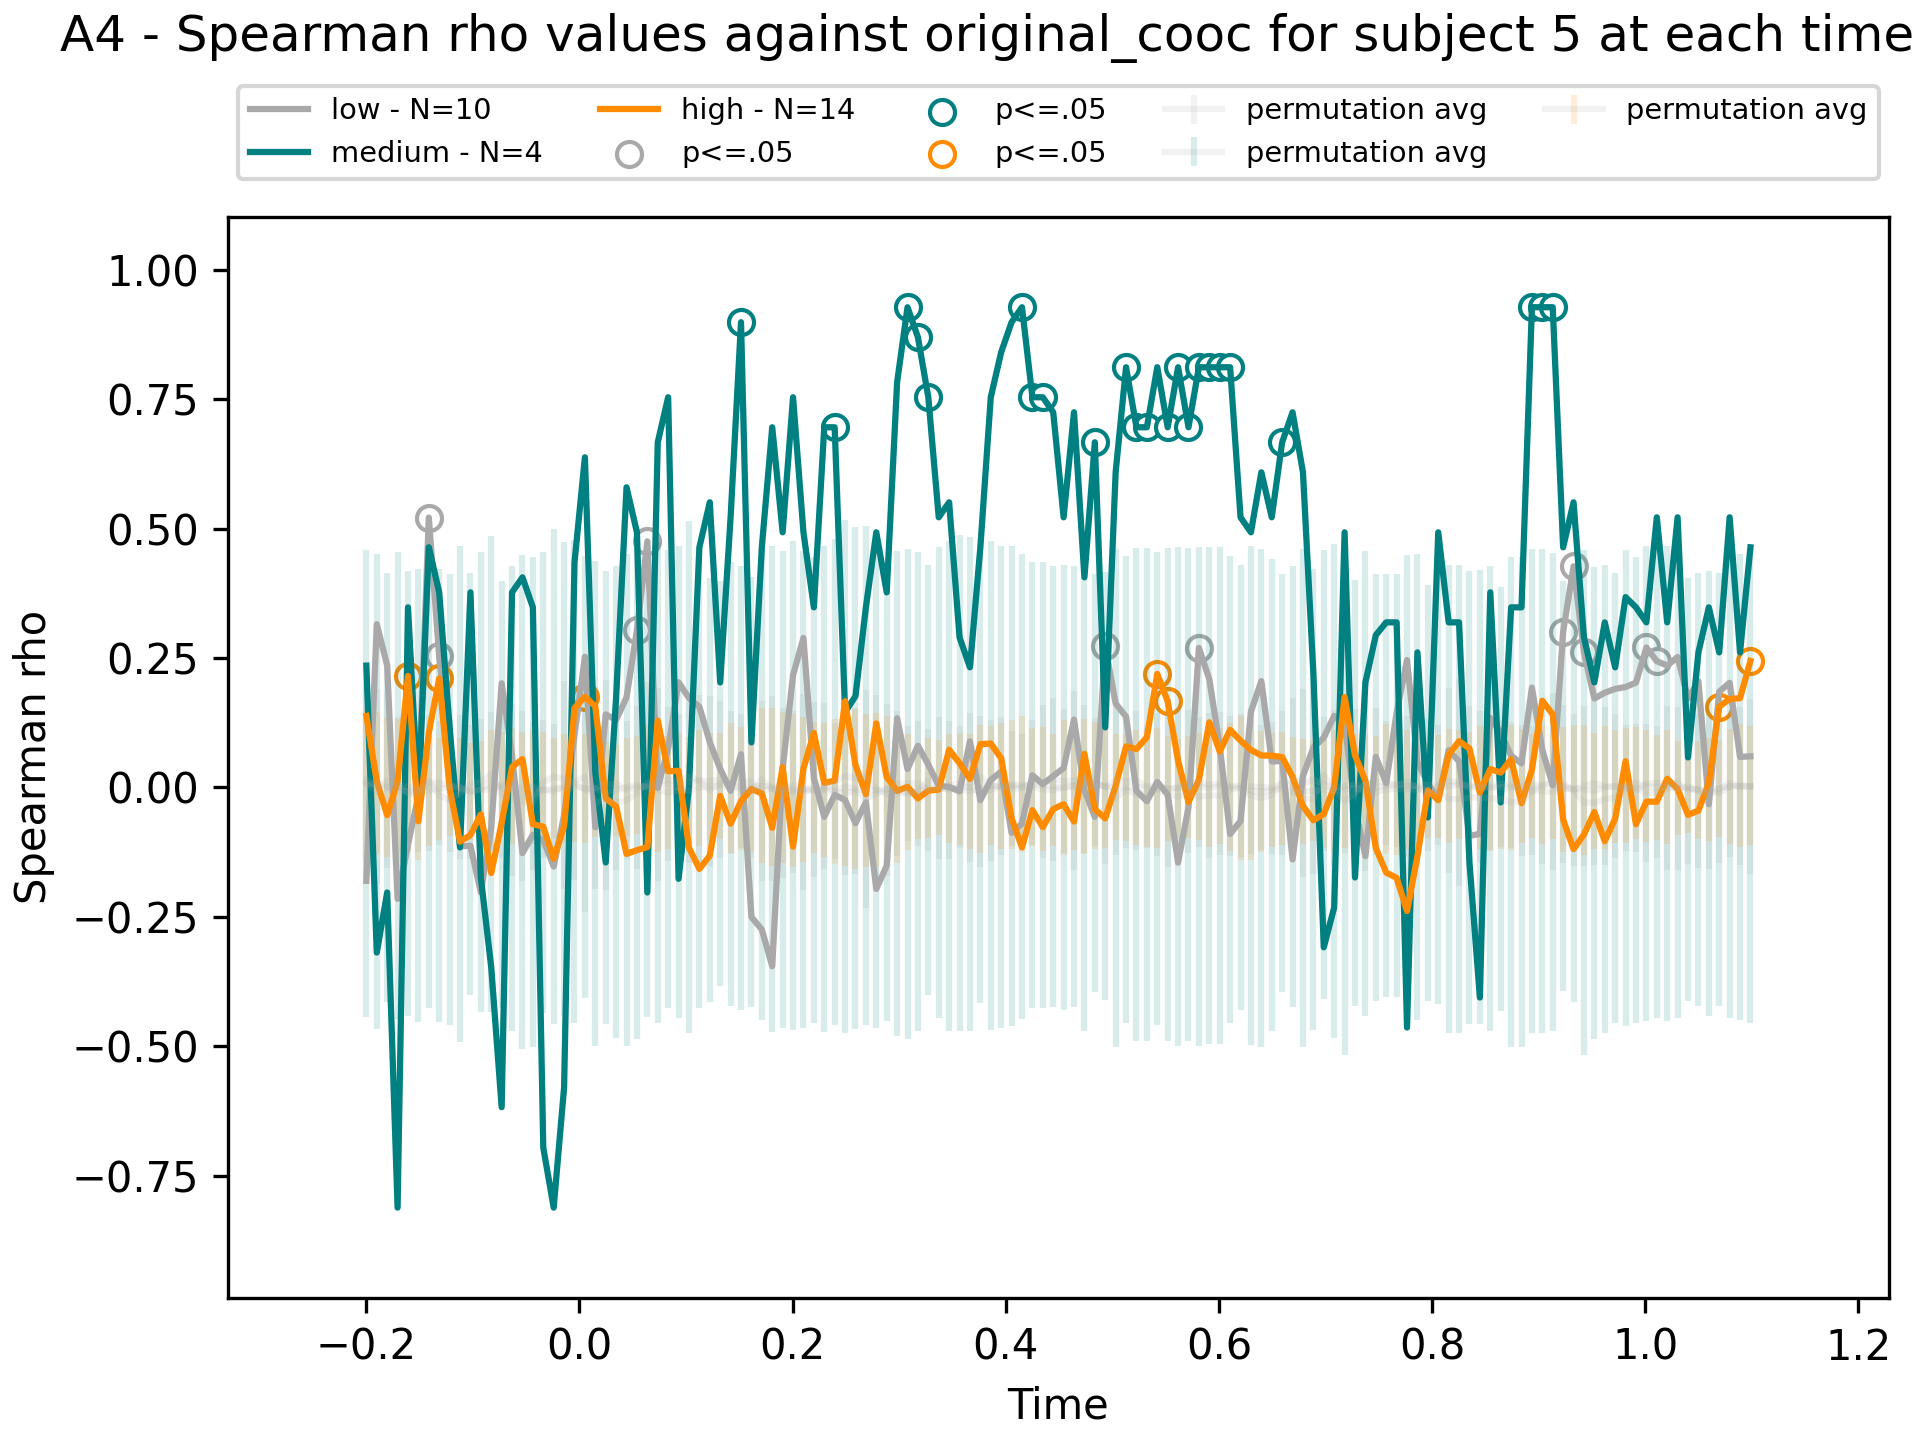 A4 - Spearman rho values against original_cooc for subject 5 at each time
low - N=10 high - N=14 p<=.05 permutation avg permutation avg
medium - N=4 p<=.05 p<=.05 permutation avg
1.00
0.75
0.50
0.25
0.00
−0.25
−0.50
−0.75
Spearman rho
−0.2 0.0 0.2 0.4 0.6 0.8 1.0 1.2
Time